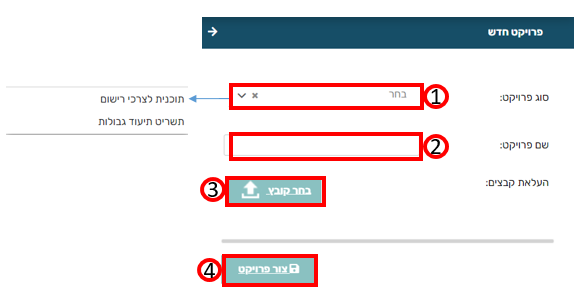 פרויקט חדש
סוג פרויקט:
בחר
1
תוכנית לצרכי רישום
תשריט תיעוד גבולות
שם פרויקט:
2
העלאת קבצים:
בחר קובץ
3
צור פרויקט
4